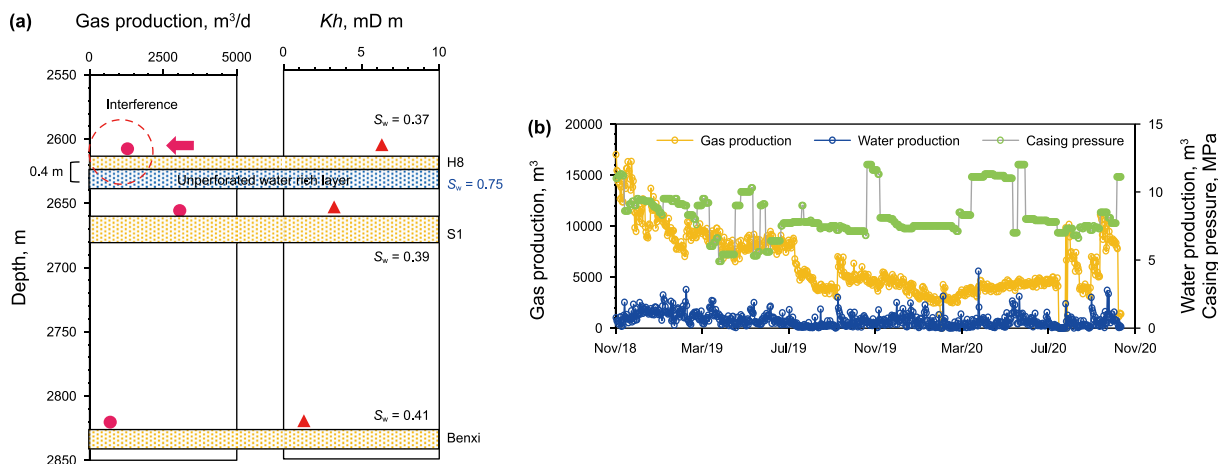 (a)
Gas production, m³/d
Kh, mD m
0 2500 5000
0 5 10
Depth, m
2550
2600
2650
2700
2750
2800
2850
Interference
0.4 m
Sw = 0.37
H8
Unperforated water rich layer
Sw = 0.75
S1
Sw = 0.39
Sw = 0.41
Benxi
(b)
Gas production, m³
20000
15000
10000
5000
0
Gas production Water production Casing pressure
15
10
5
0
Water production, m³
Casing pressure, MPa
Nov/18 Mar/19 Jul/19 Nov/19 Mar/20 Jul/20 Nov/20